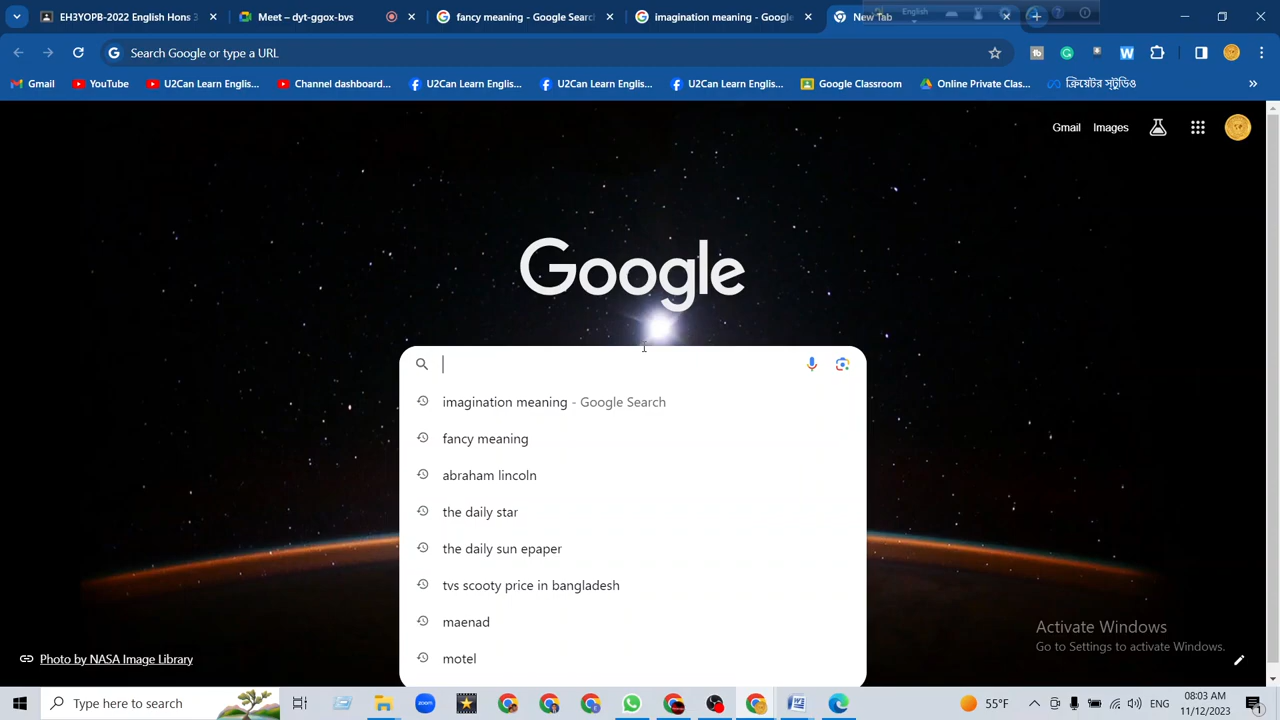 EH3YOPB-2022 English Hons 3
Meet – dyt-ggox-bvs
fancy meaning - Google Search
imagination meaning - Google
New Tab
English
Search Google or type a URL
Gmail
YouTube
U2Can Learn Englis...
Channel dashboard...
U2Can Learn Englis...
U2Can Learn Englis...
U2Can Learn Englis...
Google Classroom
Online Private Clas...
ক্রিয়েটর স্টুডিও
Gmail
Images
Google
imagination meaning - Google Search
fancy meaning
abraham lincoln
the daily star
the daily sun epaper
tvs scooty price in bangladesh
maenad
motel
Activate Windows
Go to Settings to activate Windows.
Photo by NASA Image Library
Type here to search
zoom
W
55°F
08:03 AM
11/12/2023